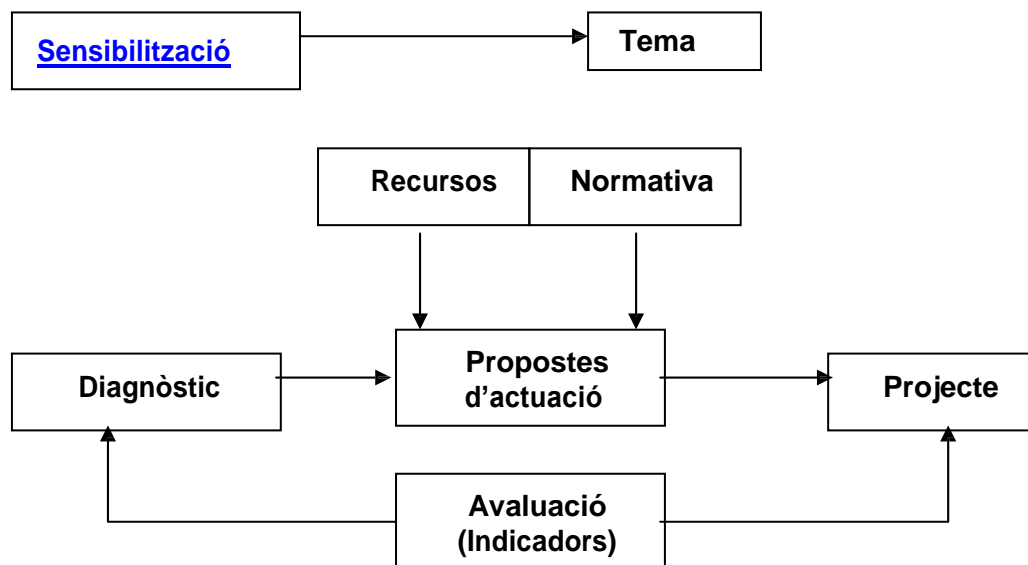 Sensibilització
Tema
Recursos
Normativa
Diagnòstic
Propostes
d’actuació
Projecte
Avaluació
(Indicadors)